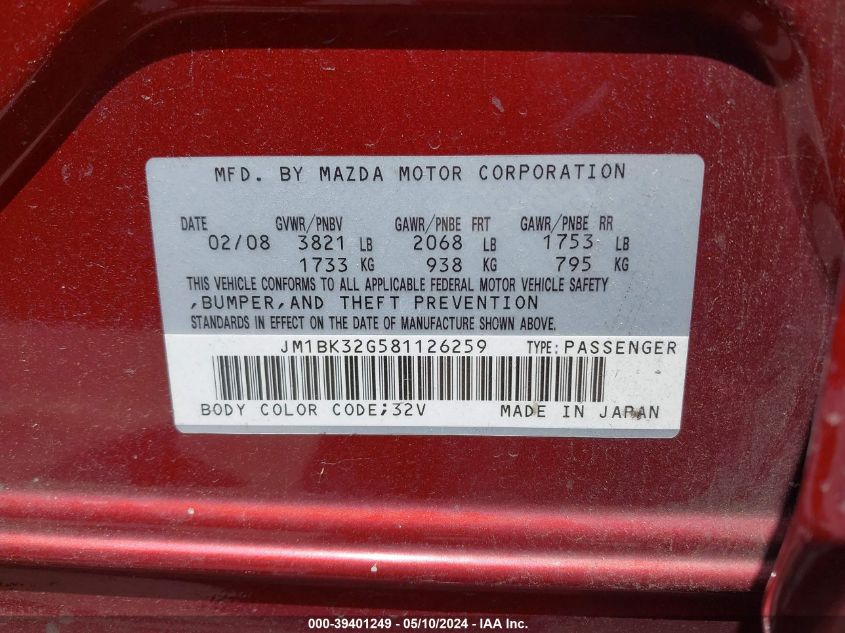 MFD. BY MAZDA MOTOR CORPORATION
DATE GVWR/PNBV GAWR/PNBE FRT GAWR/PNBE RR
02/08 3821 LB 2068 LB 1753 LB
1733 KG 938 KG 795 KG
THIS VEHICLE CONFORMS TO ALL APPLICABLE FEDERAL MOTOR VEHICLE SAFETY
,BUMPER,AND THEFT PREVENTION
STANDARDS IN EFFECT ON THE DATE OF MANUFACTURE SHOWN ABOVE.
JM1BK32G581126259 TYPE:PASSENGER
BODY COLOR CODE;32V MADE IN JAPAN
000-39401249 - 05/10/2024 - IAA Inc.